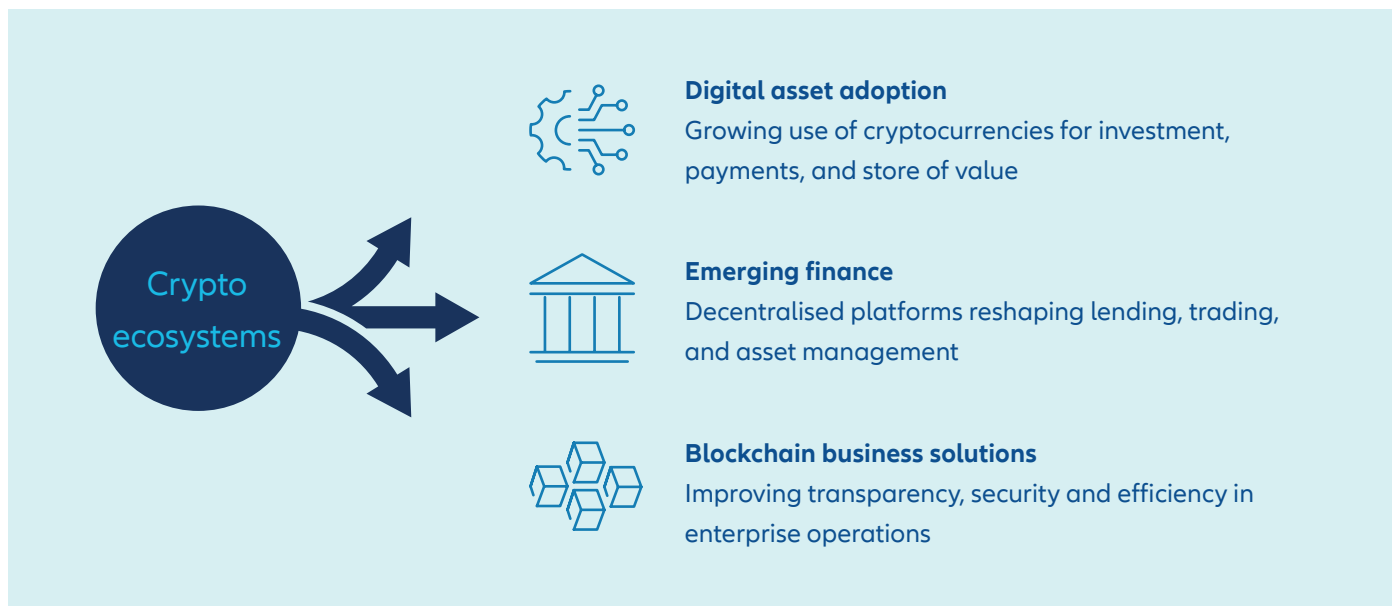 Crypto
ecosystems
Digital asset adoption
Growing use of cryptocurrencies for investment,
payments, and store of value
Emerging finance
Decentralised platforms reshaping lending, trading,
and asset management
Blockchain business solutions
Improving transparency, security and efficiency in
enterprise operations